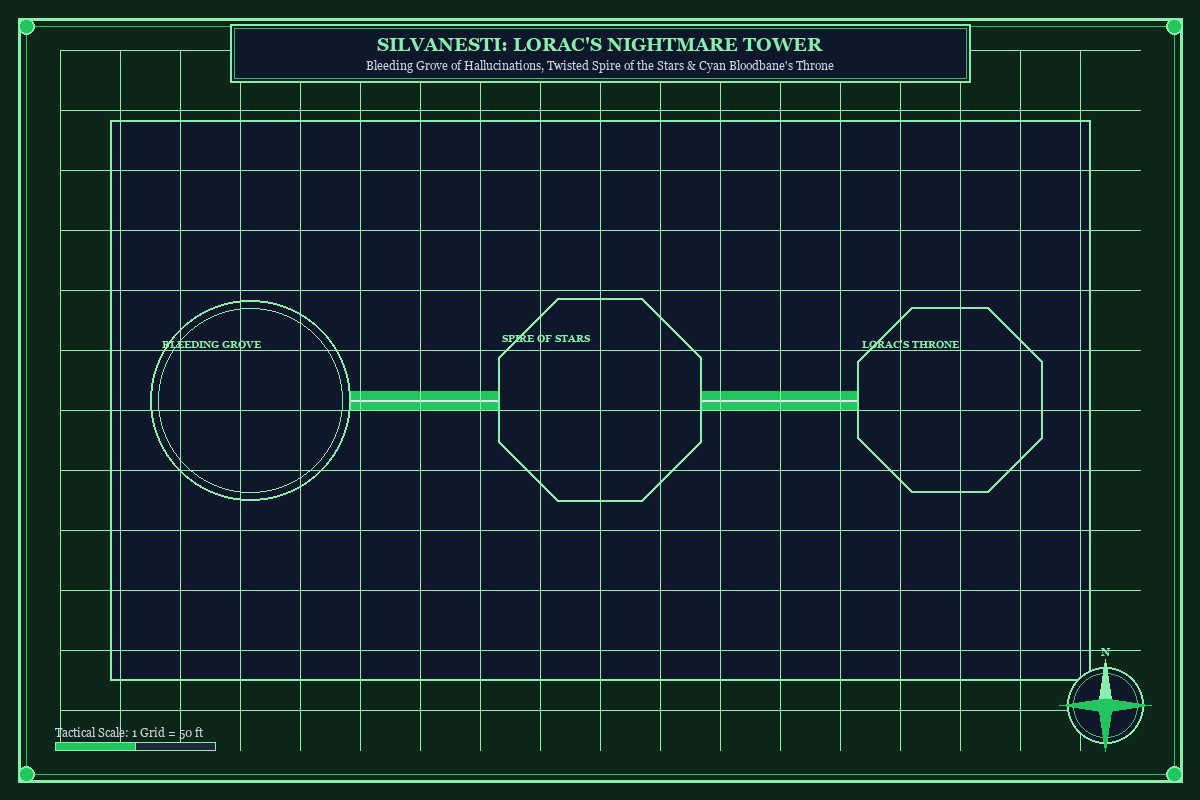 SILVANESTI: LORAC'S NIGHTMARE TOWER
Bleeding Grove of Hallucinations, Twisted Spire of the Stars & Cyan Bloodbane's Throne
SPIRE OF STARS
BLEEDING GROVE
LORAC'S THRONE
N
Tactical Scale: 1 Grid = 50 ft